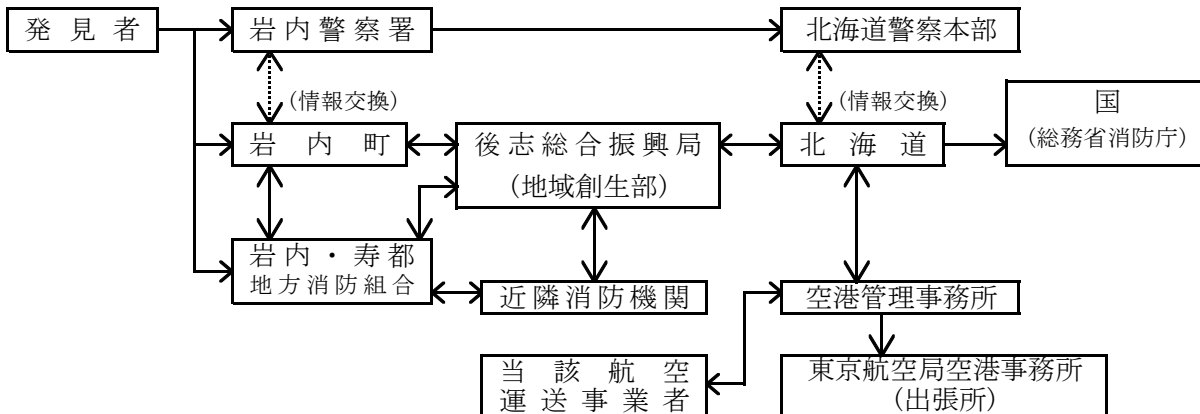 発見者
岩内警察署
北海道警察本部
(情報交換)
(情報交換)
国
(総務省消防庁)
岩内町
後志総合振興局
(地域創生部)
北海道
岩内・寿都
地方消防組合
近隣消防機関
空港管理事務所
当該航空
運送事業者
東京航空局空港事務所
(出張所)